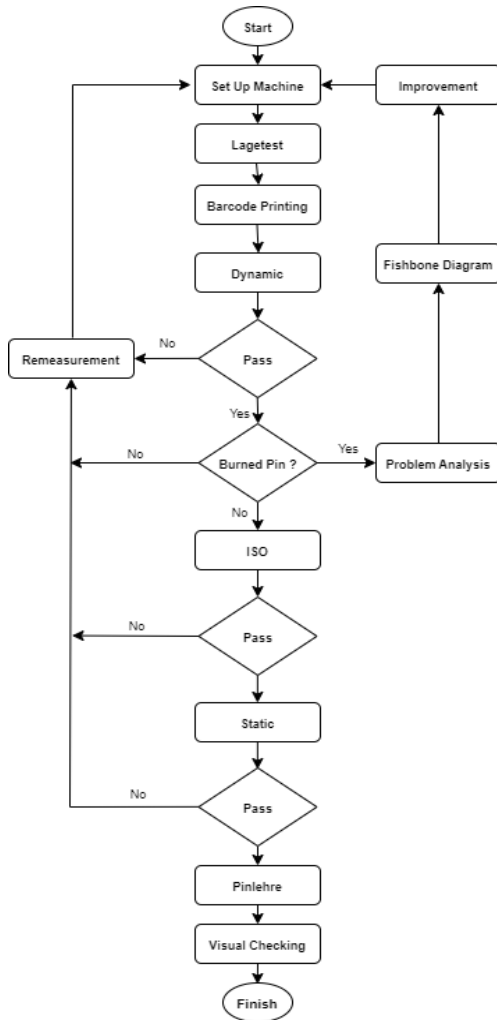 Start
Set Up Machine
Improvement
Lagetest
Barcode Printing
Dynamic
Fishbone Diagram
No
Remeasurement
Pass
Yes
No
Burned Pin ?
Yes
Problem Analysis
No
ISO
No
Pass
Static
No
Pass
Pinlehre
Visual Checking
Finish